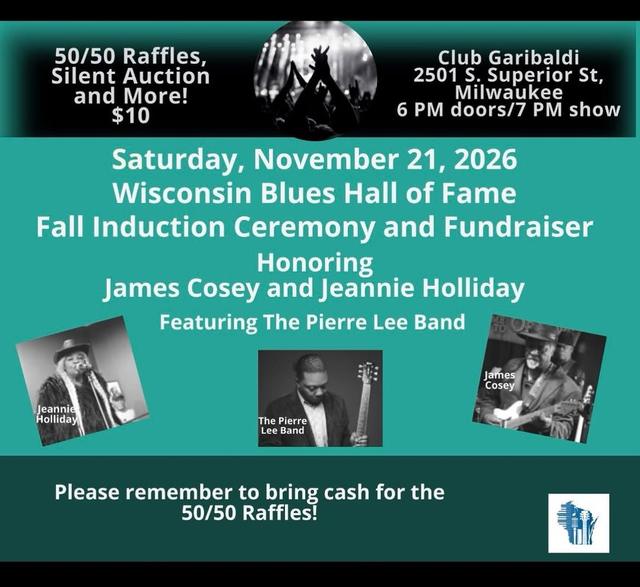 50/50 Raffles,
Silent Auction
and More!
$10
Club Garibaldi
2501 S. Superior St,
Milwaukee
6 PM doors/7 PM show
Saturday, November 21, 2026
Wisconsin Blues Hall of Fame
Fall Induction Ceremony and Fundraiser
Honoring
James Cosey and Jeannie Holliday
Featuring The Pierre Lee Band
Jeannie
Holliday
The Pierre
Lee Band
James
Cosey
Please remember to bring cash for the
50/50 Raffles!